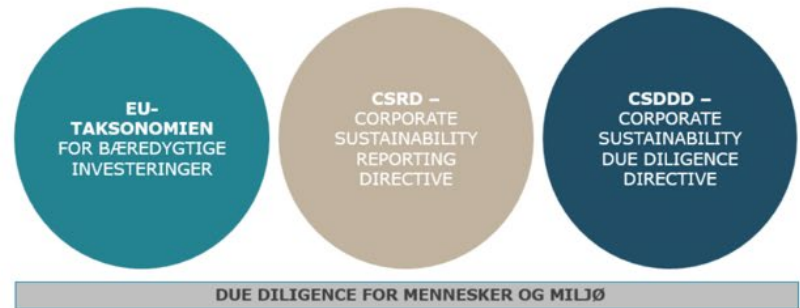 EU-
TAKSONOMIEN
FOR BÆREDYGTIGE
INVESTERINGER
CSRD –
CORPORATE
SUSTAINABILITY
REPORTING
DIRECTIVE
CSDDD –
CORPORATE
SUSTAINABILITY
DUE DILIGENCE
DIRECTIVE
DUE DILIGENCE FOR MENNESKER OG MILJØ